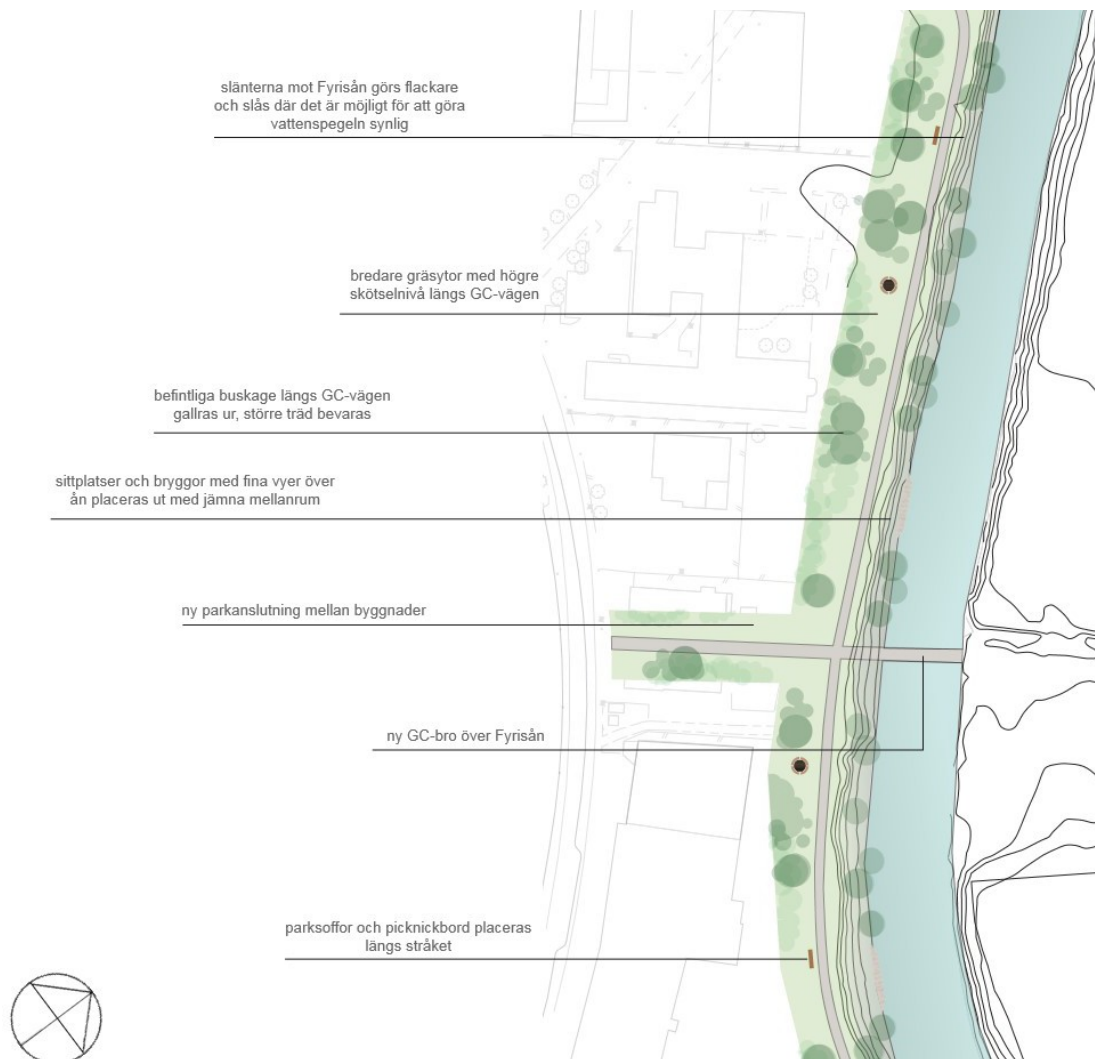 slänterna mot Fyrisån görs flackare
och slås där det är möjligt för att göra
vattenspegeln synlig
bredare gräsytor med högre
skötselnivå längs GC-vägen
befintliga buskage längs GC-vägen
gallras ur, större träd bevaras
sittplatser och bryggor med fina vyer över
ån placeras ut med jämna mellanrum
ny parkanslutning mellan byggnader
ny GC-bro över Fyrisån
parksoffor och picknickbord placeras
längs stråket